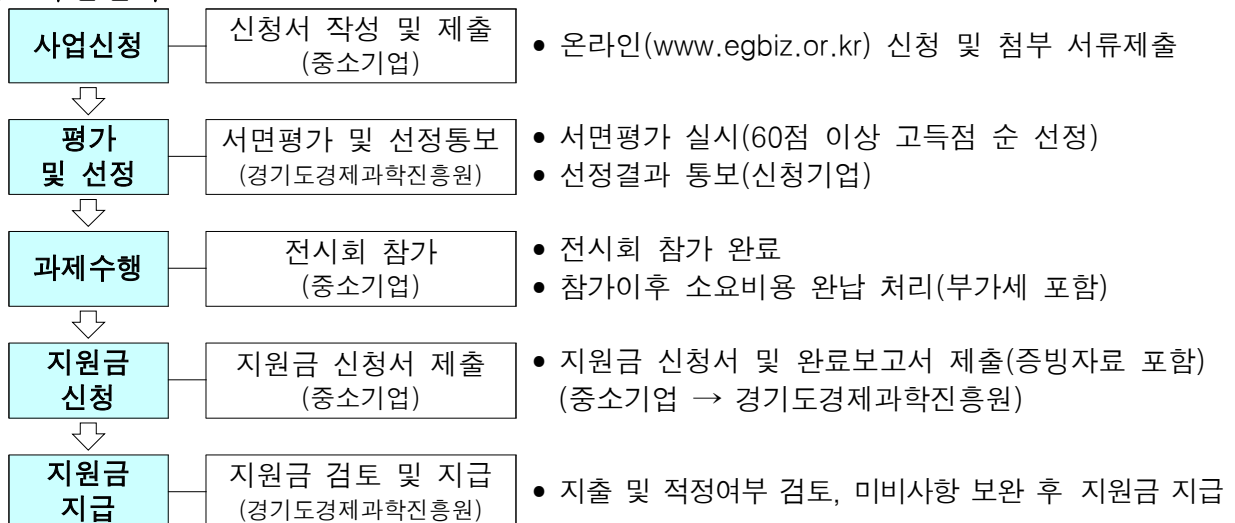 사업신청
신청서 작성 및 제출
(중소기업)
• 온라인(www.egbiz.or.kr) 신청 및 첨부 서류제출
평가
및 선정
서면평가 및 선정통보
(경기도경제과학진흥원)
• 서면평가 실시(60점 이상 고득점 순 선정)
• 선정결과 통보(신청기업)
과제수행
전시회 참가
(중소기업)
• 전시회 참가 완료
• 참가이후 소요비용 완납 처리(부가세 포함)
지원금
신청
지원금 신청서 제출
(중소기업)
• 지원금 신청서 및 완료보고서 제출(증빙자료 포함)
(중소기업 → 경기도경제과학진흥원)
지원금
지급
지원금 검토 및 지급
(경기도경제과학진흥원)
• 지출 및 적정여부 검토, 미비사항 보완 후 지원금 지급